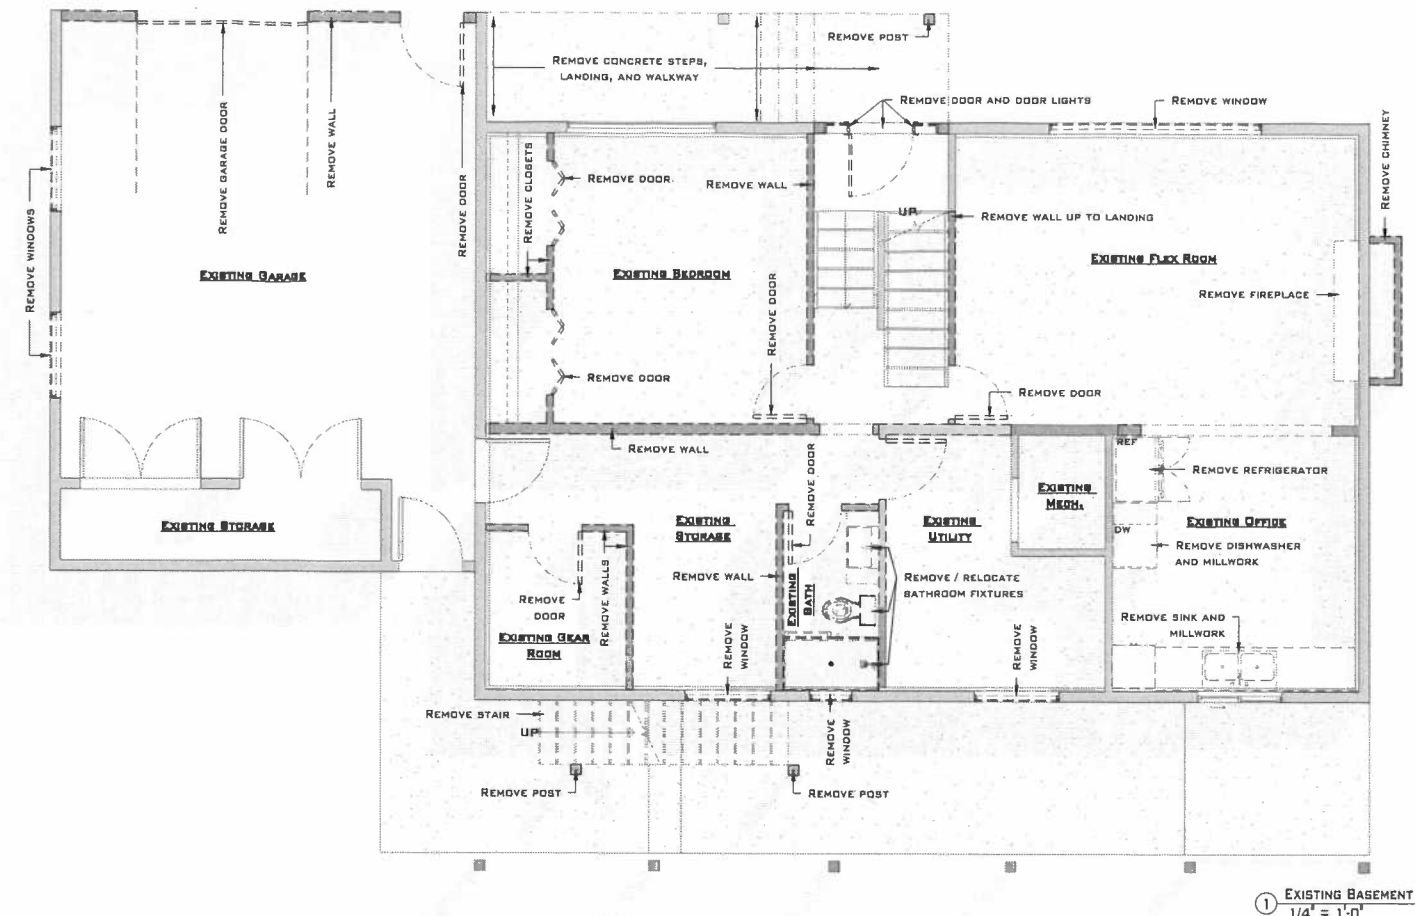 REMOVE POST
REMOVE CONCRETE STEPS,
LANDING, AND WALKWAY
REMOVE DOOR AND DOOR LIGHTS
REMOVE WINDOW
REMOVE CHIMNEY
REMOVE GARAGE DOOR
REMOVE WALL
REMOVE DOOR
REMOVE CLOSETS
REMOVE DOOR
REMOVE WALL
REMOVE WINDOWS
UP
REMOVE WALL UP TO LANDING
EXISTING GARAGE
EXISTING BEDROOM
EXISTING FLEX ROOM
REMOVE FIREPLACE
REMOVE DOOR
REMOVE DOOR
REMOVE DOOR
REMOVE WALL
REF
REMOVE REFRIGERATOR
REMOVE DOOR
EXISTING
MECH.
EXISTING STORAGE
EXISTING
STORAGE
EXISTING
UTILITY
EXISTING OFFICE
DW
REMOVE DISHWASHER
AND MILLWORK
REMOVE WALL
REMOVE / RELOCATE
BATHROOM FIXTURES
EXISTING
BATH
REMOVE WALLS
REMOVE
DOOR
EXISTING GEAR
ROOM
REMOVE
WINDOW
REMOVE
WINDOW
REMOVE SINK AND
MILLWORK
REMOVE STAIR
UP
REMOVE
WINDOW
REMOVE POST
REMOVE POST
1
EXISTING BASEMENT
1/4" = 1'-0"